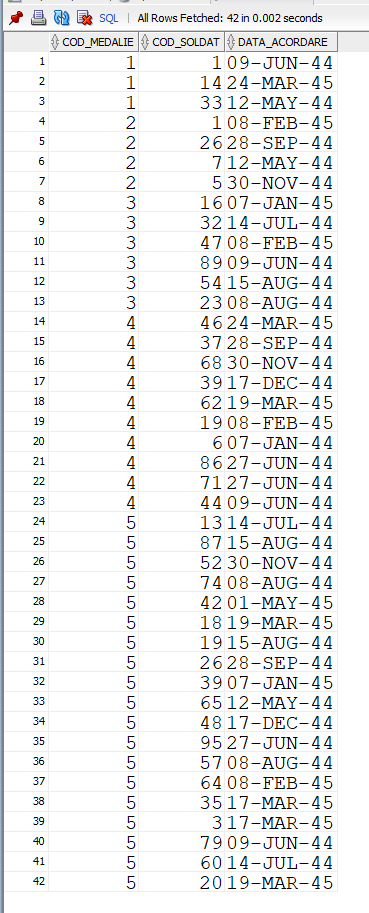 SQL | All Rows Fetched: 42 in 0.002 seconds
COD_MEDALIE COD_SOLDAT DATA_ACORDARE
1 1 1 09-JUN-44
2 1 14 24-MAR-45
3 1 33 12-MAY-44
4 2 1 08-FEB-45
5 2 26 28-SEP-44
6 2 7 12-MAY-44
7 2 5 30-NOV-44
8 3 16 07-JAN-45
9 3 32 14-JUL-44
10 3 47 08-FEB-45
11 3 89 09-JUN-44
12 3 54 15-AUG-44
13 3 23 08-AUG-44
14 4 46 24-MAR-45
15 4 37 28-SEP-44
16 4 68 30-NOV-44
17 4 39 17-DEC-44
18 4 62 19-MAR-45
19 4 19 08-FEB-45
20 4 6 07-JAN-44
21 4 86 27-JUN-44
22 4 71 27-JUN-44
23 4 44 09-JUN-44
24 5 13 14-JUL-44
25 5 87 15-AUG-44
26 5 52 30-NOV-44
27 5 74 08-AUG-44
28 5 42 01-MAY-45
29 5 18 19-MAR-45
30 5 19 15-AUG-44
31 5 26 28-SEP-44
32 5 39 07-JAN-45
33 5 65 12-MAY-44
34 5 48 17-DEC-44
35 5 95 27-JUN-44
36 5 57 08-AUG-44
37 5 64 08-FEB-45
38 5 35 17-MAR-45
39 5 3 17-MAR-45
40 5 79 09-JUN-44
41 5 60 14-JUL-44
42 5 20 19-MAR-45